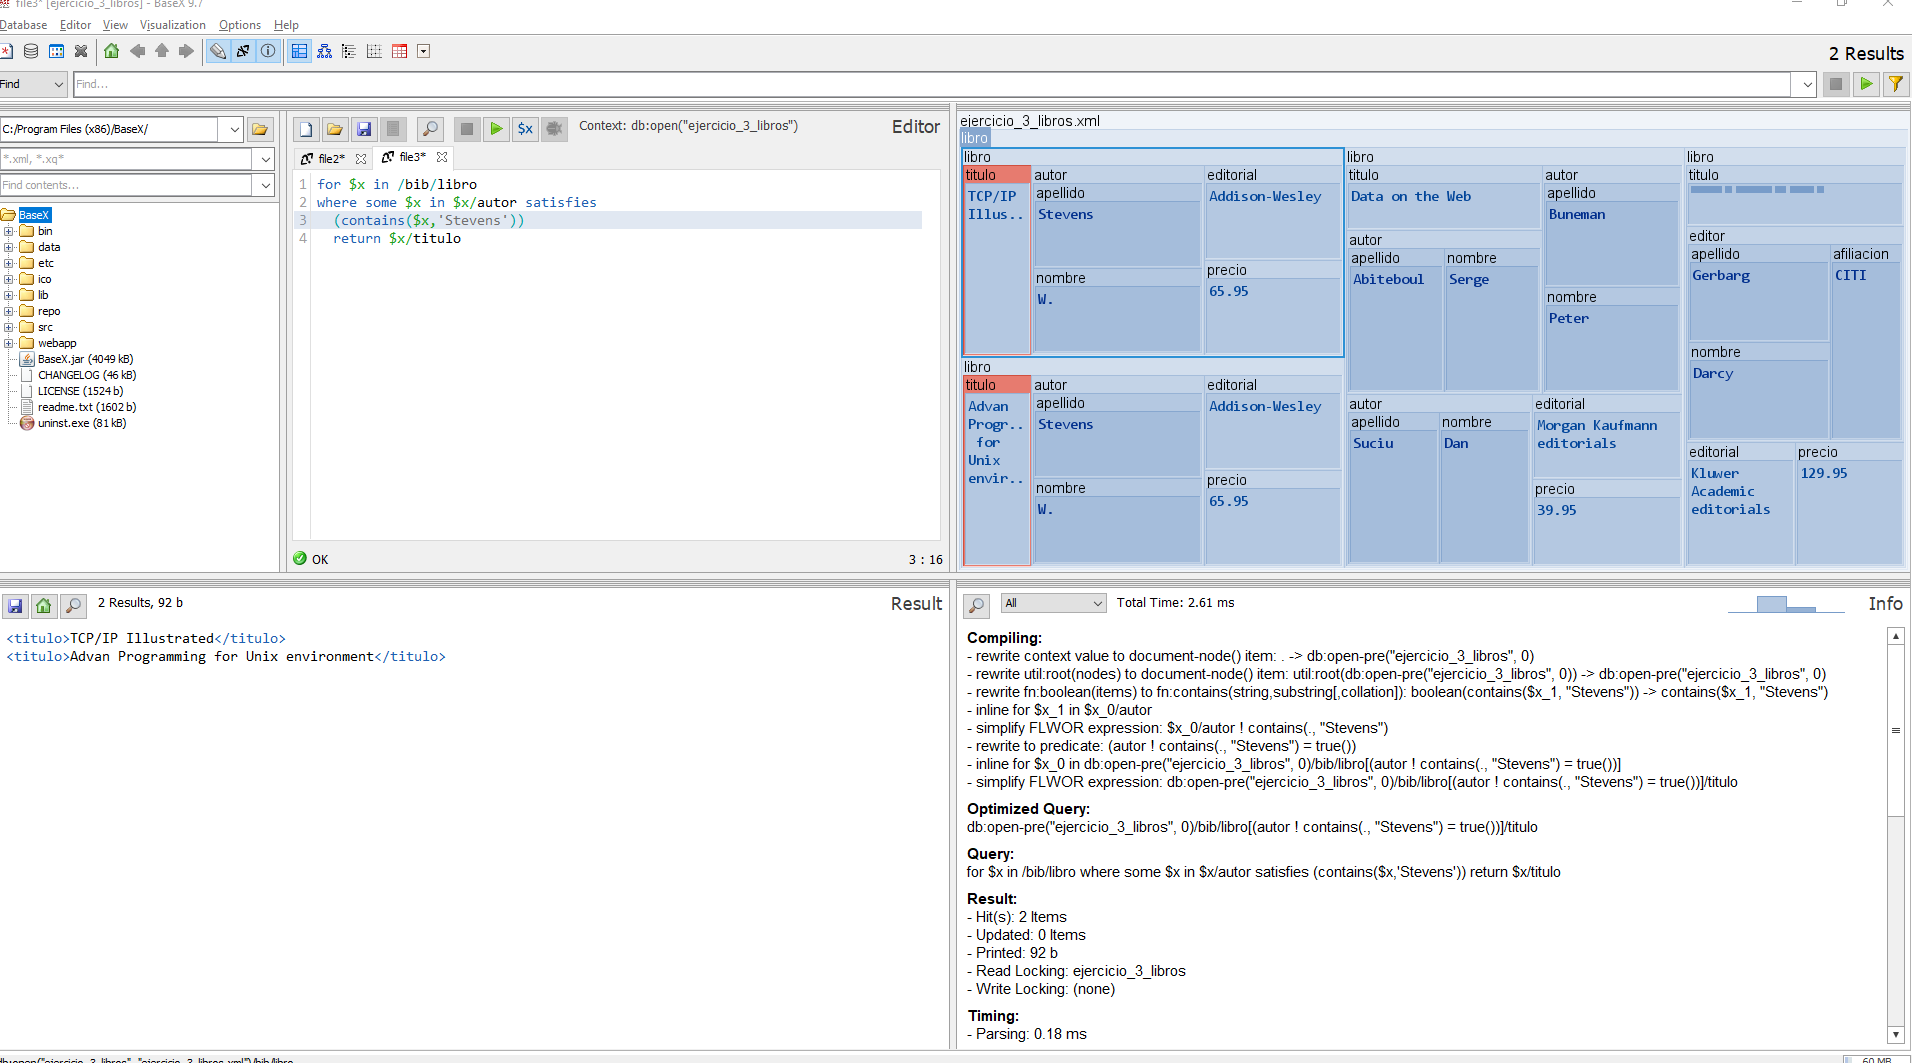 file3* [ejercicio_3_libros] - BaseX 9.7
Database Editor View Visualization Options Help
2 Results
Find
Find...
C:/Program Files (x86)/BaseX/
*.xml, *.xq*
Find contents...
BaseX
bin
data
etc
ico
lib
repo
src
webapp
BaseX.jar (4049 kB)
CHANGELOG (46 kB)
LICENSE (1524 b)
readme.txt (1602 b)
uninst.exe (81 kB)
$x
Context: db:open("ejercicio_3_libros")
Editor
file2*
file3*
1 for $x in /bib/libro
2 where some $x in $x/autor satisfies
3 (contains($x,'Stevens'))
4 return $x/titulo
OK
3 : 16
ejercicio_3_libros.xml
libro
libro
titulo
TCP/IP
Illus..
autor
apellido
Stevens
nombre
W.
editorial
Addison-Wesley
precio
65.95
libro
titulo
Advan
Progr..
for
Unix
envir..
autor
apellido
Stevens
nombre
W.
editorial
Addison-Wesley
precio
65.95
libro
titulo
Data on the Web
autor
apellido
Abiteboul
nombre
Serge
autor
apellido
Buneman
nombre
Peter
autor
apellido
Suciu
nombre
Dan
editorial
Morgan Kaufmann
editorials
precio
39.95
libro
titulo
editor
apellido
Gerbarg
nombre
Darcy
afiliacion
CITI
editorial
Kluwer
Academic
editorials
precio
129.95
2 Results, 92 b
Result
<titulo>TCP/IP Illustrated</titulo>
<titulo>Advan Programming for Unix environment</titulo>
All
Total Time: 2.61 ms
Info
Compiling:
- rewrite context value to document-node() item: . -> db:open-pre("ejercicio_3_libros", 0)
- rewrite util:root(nodes) to document-node() item: util:root(db:open-pre("ejercicio_3_libros", 0)) -> db:open-pre("ejercicio_3_libros", 0)
- rewrite fn:boolean(items) to fn:contains(string,substring[,collation]): boolean(contains($x_1, "Stevens")) -> contains($x_1, "Stevens")
- inline for $x_1 in $x_0/autor
- simplify FLWOR expression: $x_0/autor ! contains(., "Stevens")
- rewrite to predicate: (autor ! contains(., "Stevens") = true())
- inline for $x_0 in db:open-pre("ejercicio_3_libros", 0)/bib/libro[(autor ! contains(., "Stevens") = true())]
- simplify FLWOR expression: db:open-pre("ejercicio_3_libros", 0)/bib/libro[(autor ! contains(., "Stevens") = true())]/titulo
Optimized Query:
db:open-pre("ejercicio_3_libros", 0)/bib/libro[(autor ! contains(., "Stevens") = true())]/titulo
Query:
for $x in /bib/libro where some $x in $x/autor satisfies (contains($x,'Stevens')) return $x/titulo
Result:
- Hit(s): 2 Items
- Updated: 0 Items
- Printed: 92 b
- Read Locking: ejercicio_3_libros
- Write Locking: (none)
Timing:
- Parsing: 0.18 ms
db:open("ejercicio_3_libros", "ejercicio_3_libros.xml")/bib/libro
60 MB